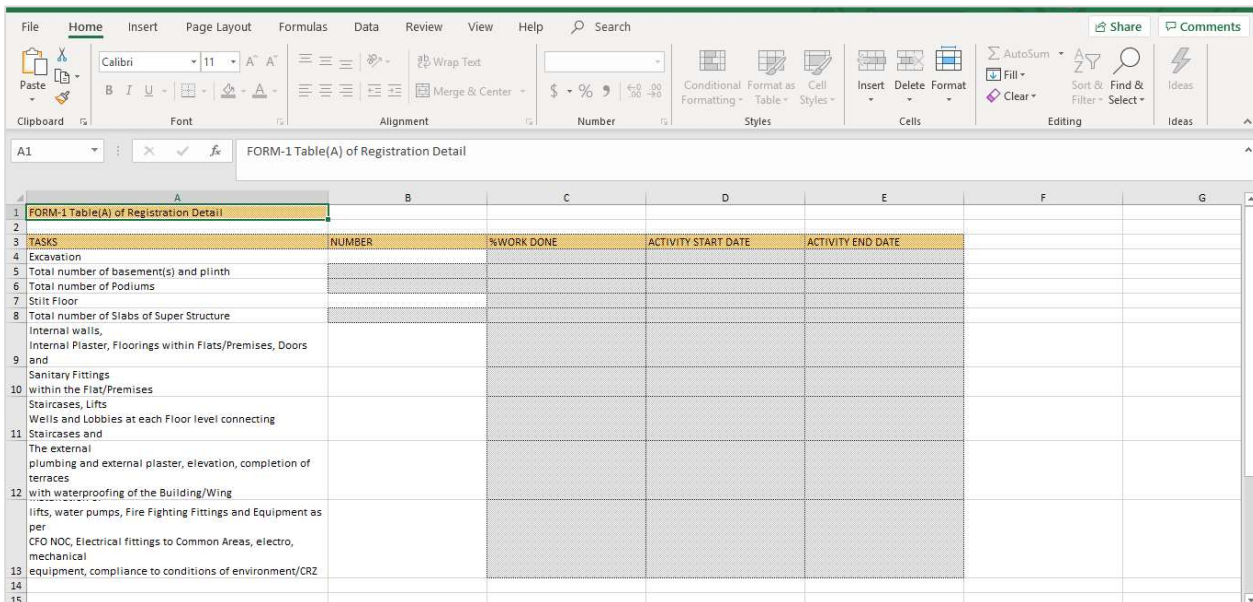 File Home Insert Page Layout Formulas Data Review View Help Search Share Comments
Paste
Clipboard
Calibri 11 A^ A˅
B I U A
Font
ab Wrap Text
Merge & Center
Alignment
$ % 9 .00 .00
Number
Conditional Formatting
Format as Table
Cell Styles
Styles
Insert Delete Format
Cells
AutoSum
Fill
Clear
Sort & Filter
Find & Select
Editing
Ideas
Ideas
A1 fx FORM-1 Table(A) of Registration Detail
A B C D E F G
1 FORM-1 Table(A) of Registration Detail
2
3 TASKS NUMBER %WORK DONE ACTIVITY START DATE ACTIVITY END DATE
4 Excavation
5 Total number of basement(s) and plinth
6 Total number of Podiums
7 Stilt Floor
8 Total number of Slabs of Super Structure
Internal walls,
Internal Plaster, Floorings within Flats/Premises, Doors
9 and
Sanitary Fittings
10 within the Flat/Premises
Staircases, Lifts
Wells and Lobbies at each Floor level connecting
11 Staircases and
The external
plumbing and external plaster, elevation, completion of
terraces
12 with waterproofing of the Building/Wing
lifts, water pumps, Fire Fighting Fittings and Equipment as
per
CFO NOC, Electrical fittings to Common Areas, electro,
mechanical
13 equipment, compliance to conditions of environment/CRZ
14
15